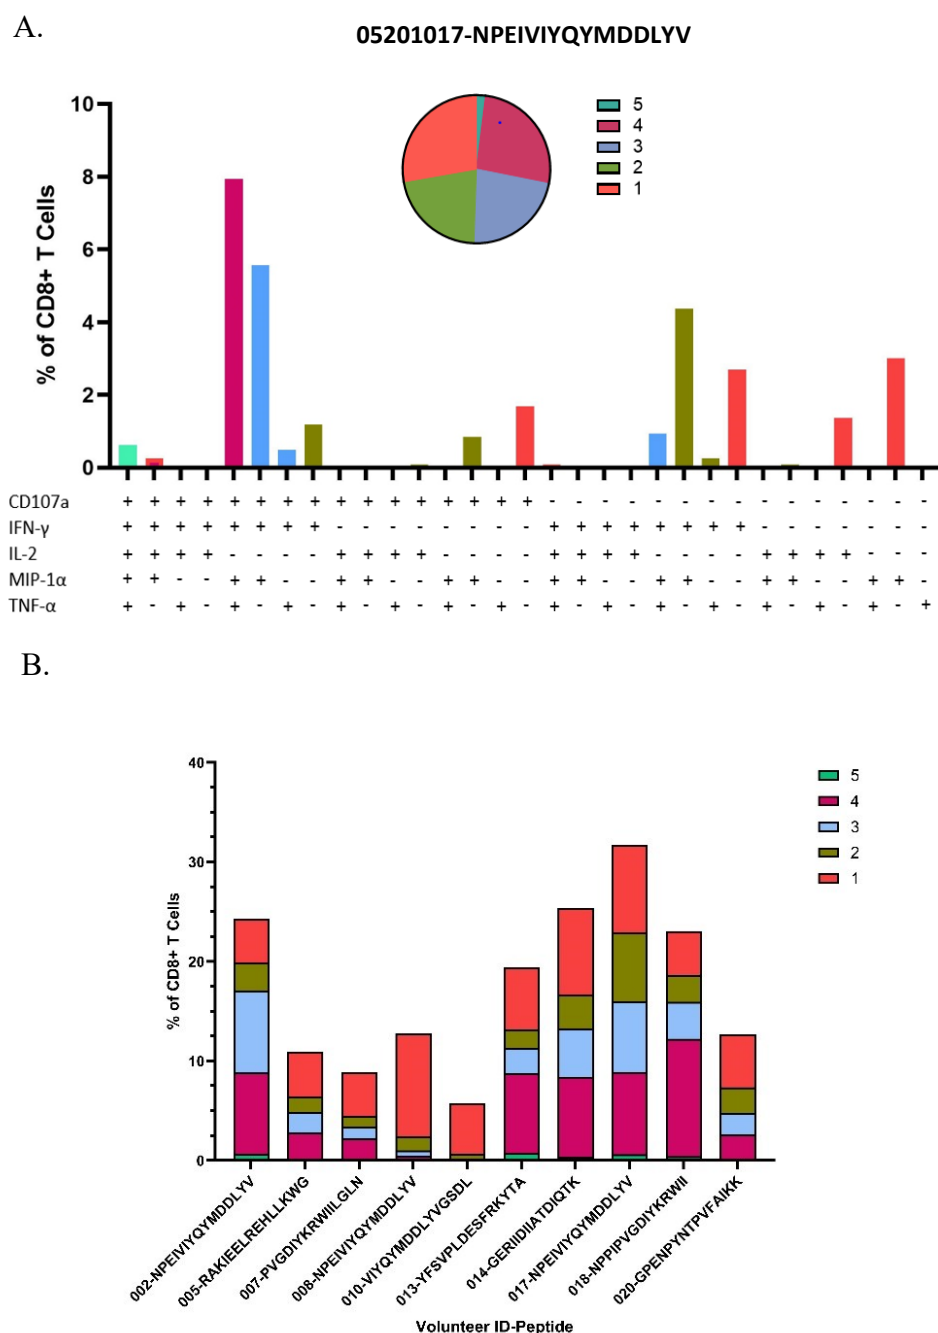 A.
05201017-NPEIVIYQYMDDLYV
10
8
6
4
2
0
% of CD8+ T Cells
5
4
3
2
1
CD107a + + + + + + + + + + + + + + + + - - - - - - - - - - - - - - -
IFN-γ + + + + + + + + - - - - - - - - + + + + + + + + - - - - - - -
IL-2 + + + + - - - - + + + + - - - - + + + + - - - - + + + + - - -
MIP-1α + + - - + + - - + + - - + + - - + + - - + + - - + + - - + + -
TNF-α + - + - + - + - + - + - + - + - + - + - + - + - + - + - + - +
B.
40
30
20
10
0
% of CD8+ T Cells
5
4
3
2
1
002-NPEIVIYQYMDDLYV
005-RAKIEELREHLLKWG
007-PVGDIYKRWIILGLN
008-NPEIVIYQYMDDLYV
010-VIYQYMDDLYVGSDL
013-YFSVPLDESFRKYTA
014-GERIIDIIATDIQTK
017-NPEIVIYQYMDDLYV
018-NPPIPVGDIYKRWII
020-GPENPYNTPVFAIKK
Volunteer ID-Peptide